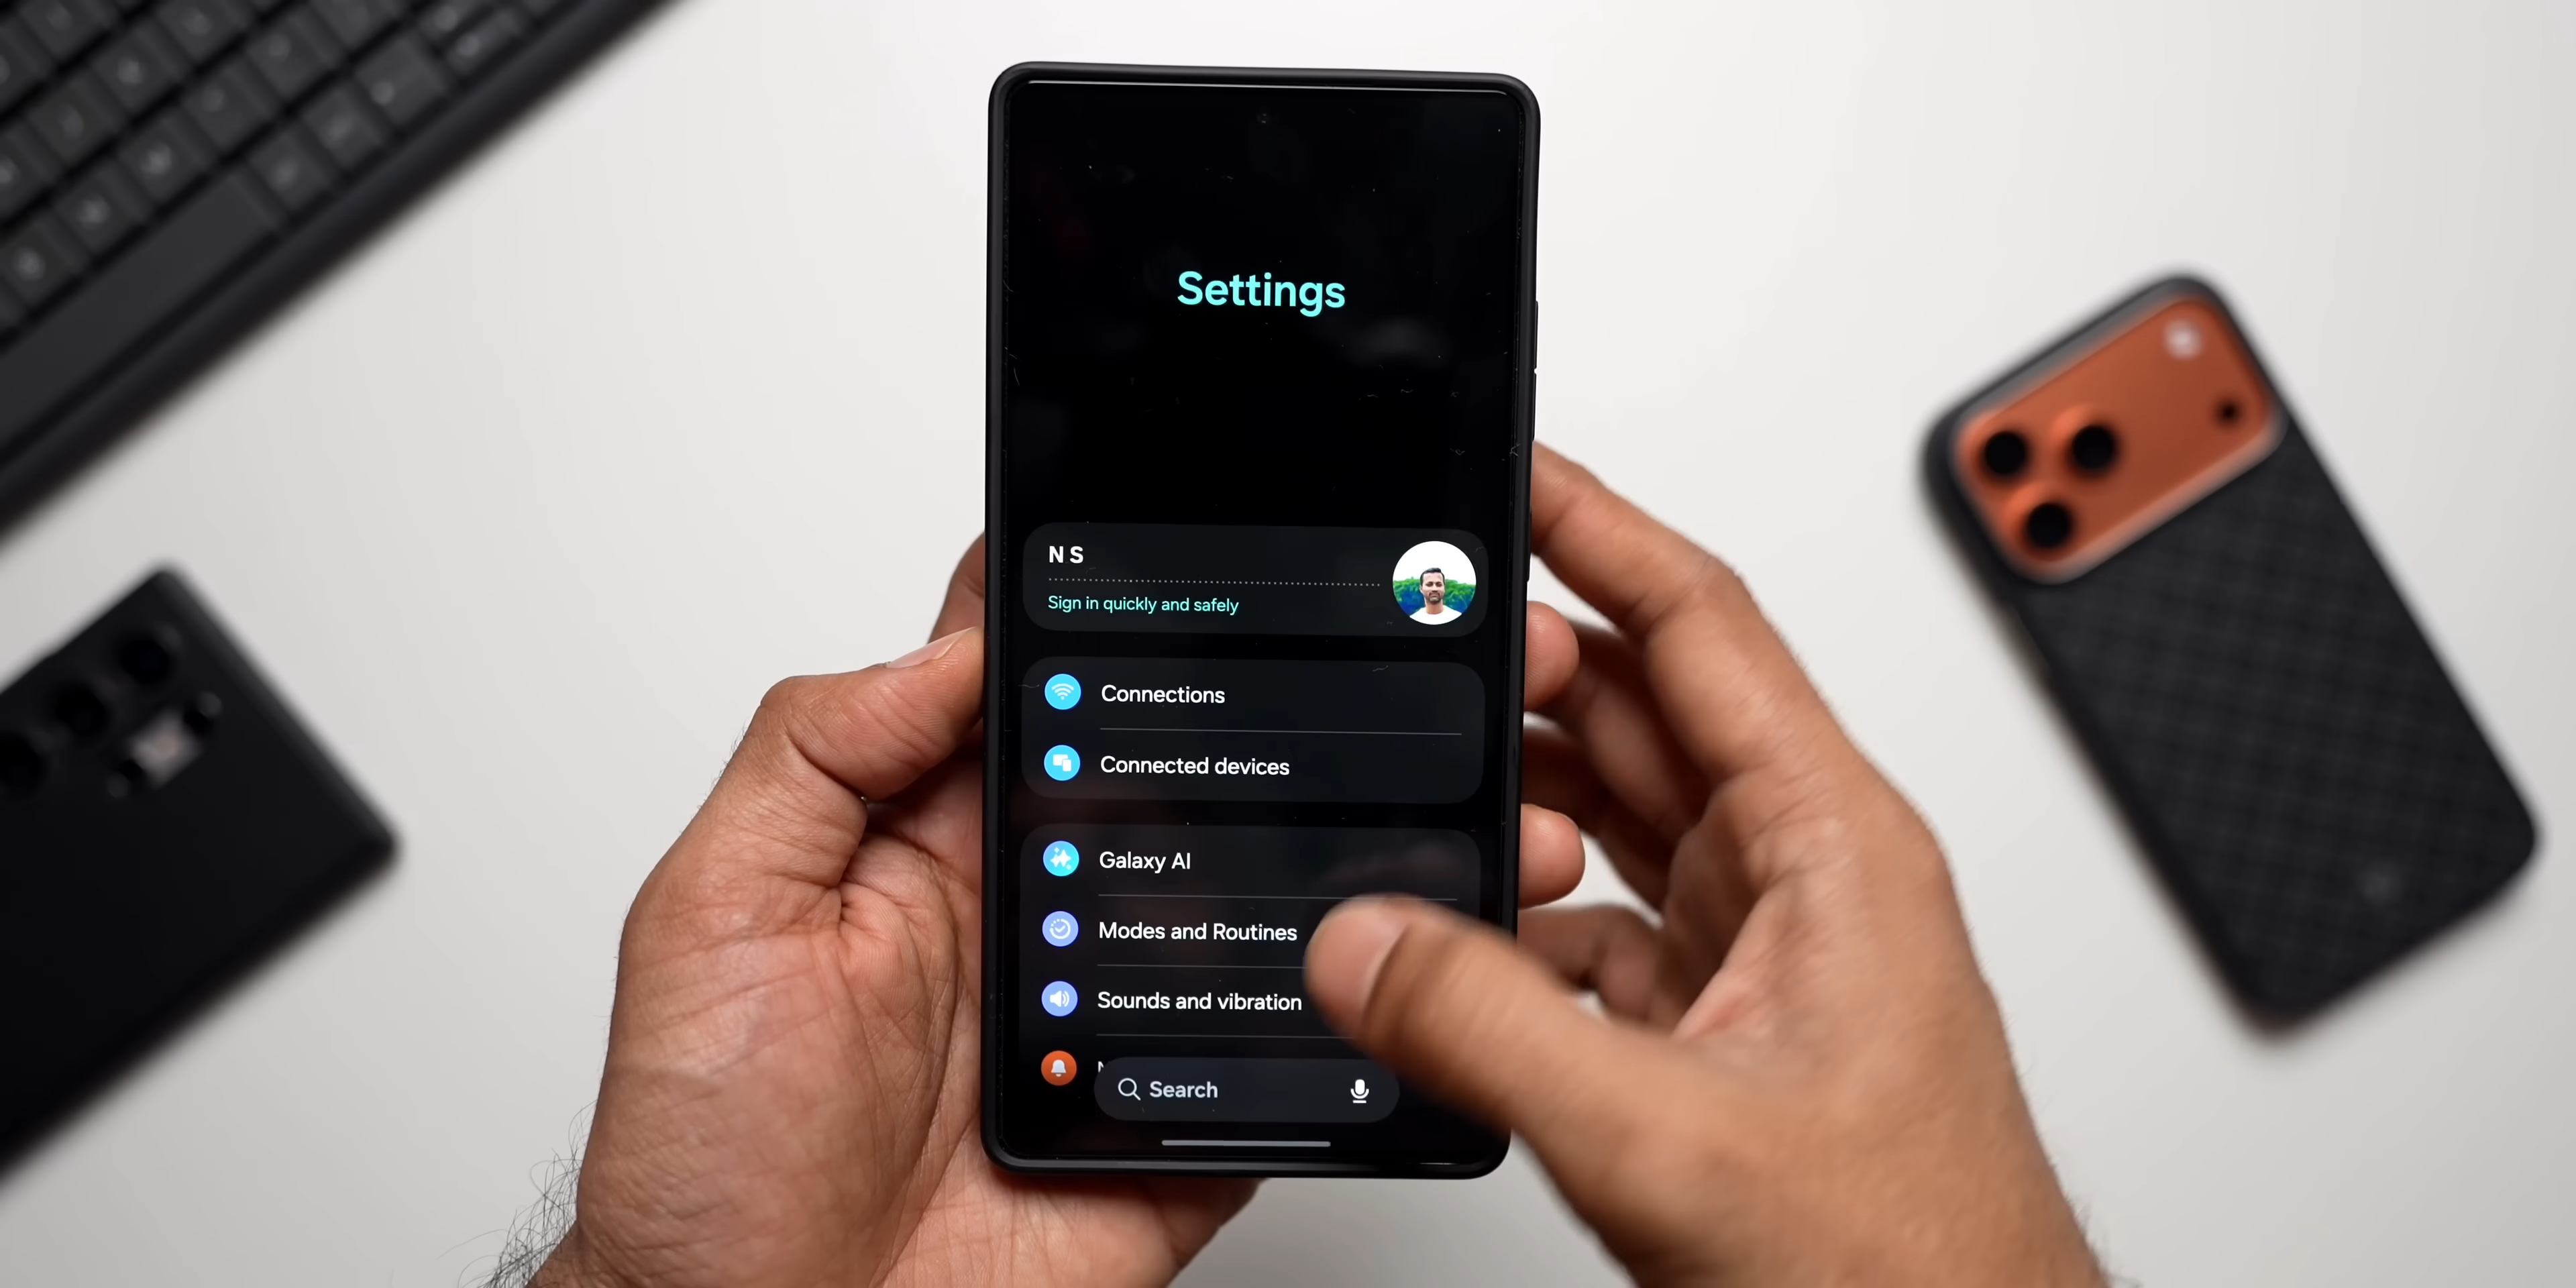 Settings
N S
Sign in quickly and safely
Connections
Connected devices
Galaxy AI
Modes and Routines
Sounds and vibration
Search